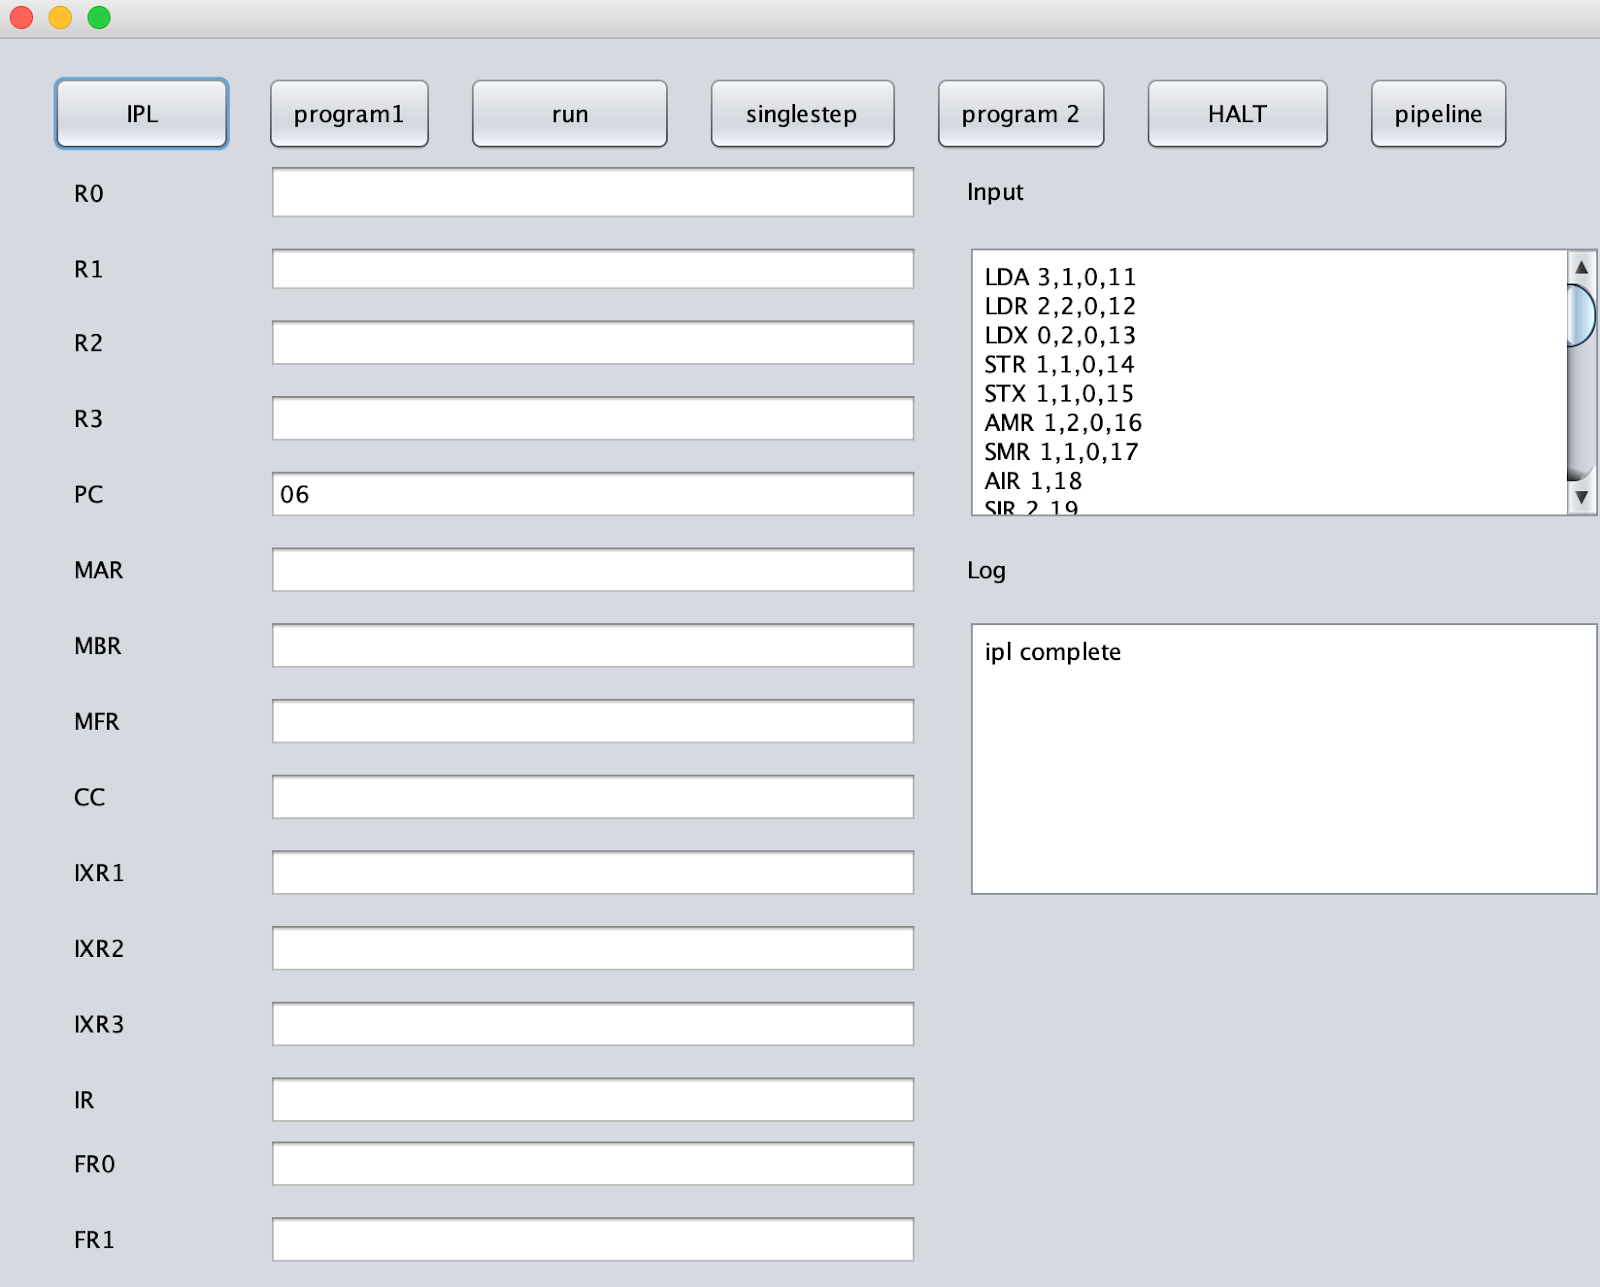 IPL program1 run singlestep program 2 HALT pipeline
R0
R1
R2
R3
PC 06
MAR
MBR
MFR
CC
IXR1
IXR2
IXR3
IR
FR0
FR1
Input
LDA 3,1,0,11
LDR 2,2,0,12
LDX 0,2,0,13
STR 1,1,0,14
STX 1,1,0,15
AMR 1,2,0,16
SMR 1,1,0,17
AIR 1,18
SIR 2,19
Log
ipl complete